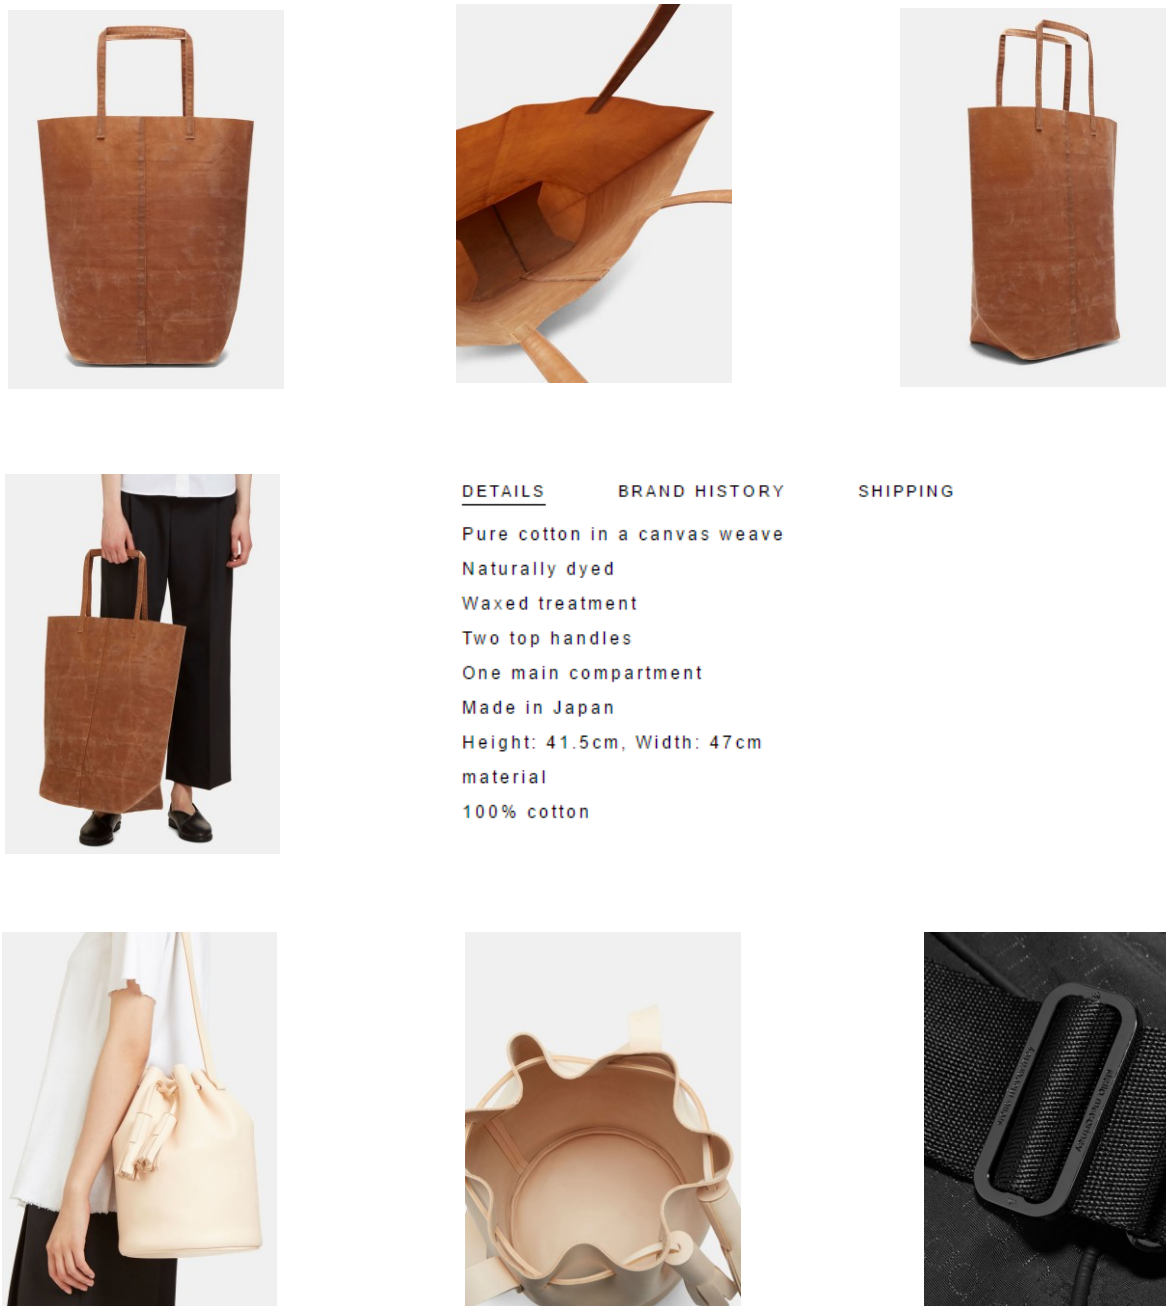 DETAILS BRAND HISTORY SHIPPING
Pure cotton in a canvas weave
Naturally dyed
Waxed treatment
Two top handles
One main compartment
Made in Japan
Height: 41.5cm, Width: 47cm
material
100% cotton